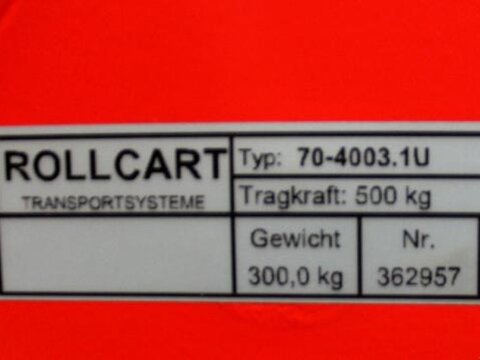 ROLLCART
TRANSPORTSYSTEME
Typ: 70-4003.1U
Tragkraft: 500 kg
Gewicht
300,0 kg
Nr.
362957